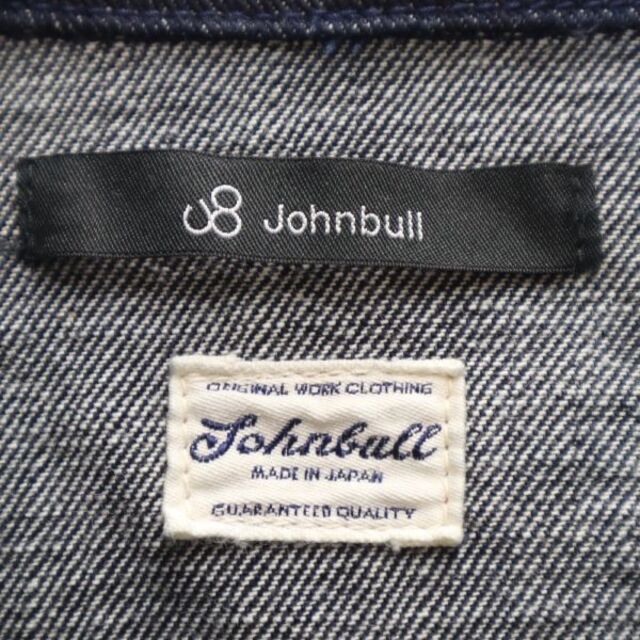 Johnbull
ORIGINAL WORK CLOTHING
Johnbull
MADE IN JAPAN
GUARANTEED QUALITY